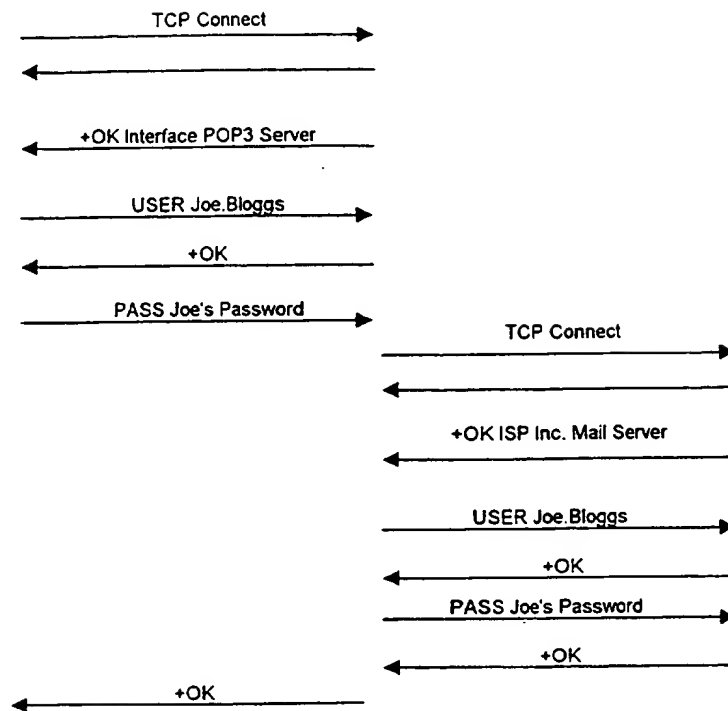 TCP Connect
+OK Interface POP3 Server
USER Joe.Bloggs
+OK
PASS Joe's Password
TCP Connect
+OK ISP Inc. Mail Server
USER Joe.Bloggs
+OK
PASS Joe's Password
+OK
+OK